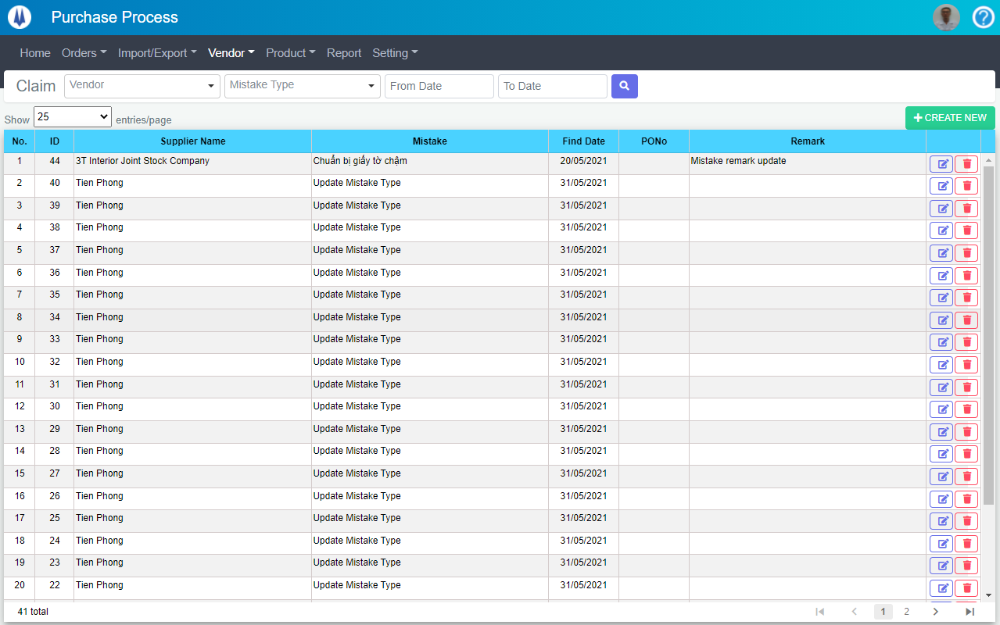 Purchase Process
Home Orders Import/Export Vendor Product Report Setting
Claim Vendor Mistake Type From Date To Date
Show 25 entries/page CREATE NEW
No. ID Supplier Name Mistake Find Date PONo Remark
1 44 3T Interior Joint Stock Company Chuẩn bị giấy tờ chậm 20/05/2021 Mistake remark update
2 40 Tien Phong Update Mistake Type 31/05/2021
3 39 Tien Phong Update Mistake Type 31/05/2021
4 38 Tien Phong Update Mistake Type 31/05/2021
5 37 Tien Phong Update Mistake Type 31/05/2021
6 36 Tien Phong Update Mistake Type 31/05/2021
7 35 Tien Phong Update Mistake Type 31/05/2021
8 34 Tien Phong Update Mistake Type 31/05/2021
9 33 Tien Phong Update Mistake Type 31/05/2021
10 32 Tien Phong Update Mistake Type 31/05/2021
11 31 Tien Phong Update Mistake Type 31/05/2021
12 30 Tien Phong Update Mistake Type 31/05/2021
13 29 Tien Phong Update Mistake Type 31/05/2021
14 28 Tien Phong Update Mistake Type 31/05/2021
15 27 Tien Phong Update Mistake Type 31/05/2021
16 26 Tien Phong Update Mistake Type 31/05/2021
17 25 Tien Phong Update Mistake Type 31/05/2021
18 24 Tien Phong Update Mistake Type 31/05/2021
19 23 Tien Phong Update Mistake Type 31/05/2021
20 22 Tien Phong Update Mistake Type 31/05/2021
41 total 1 2